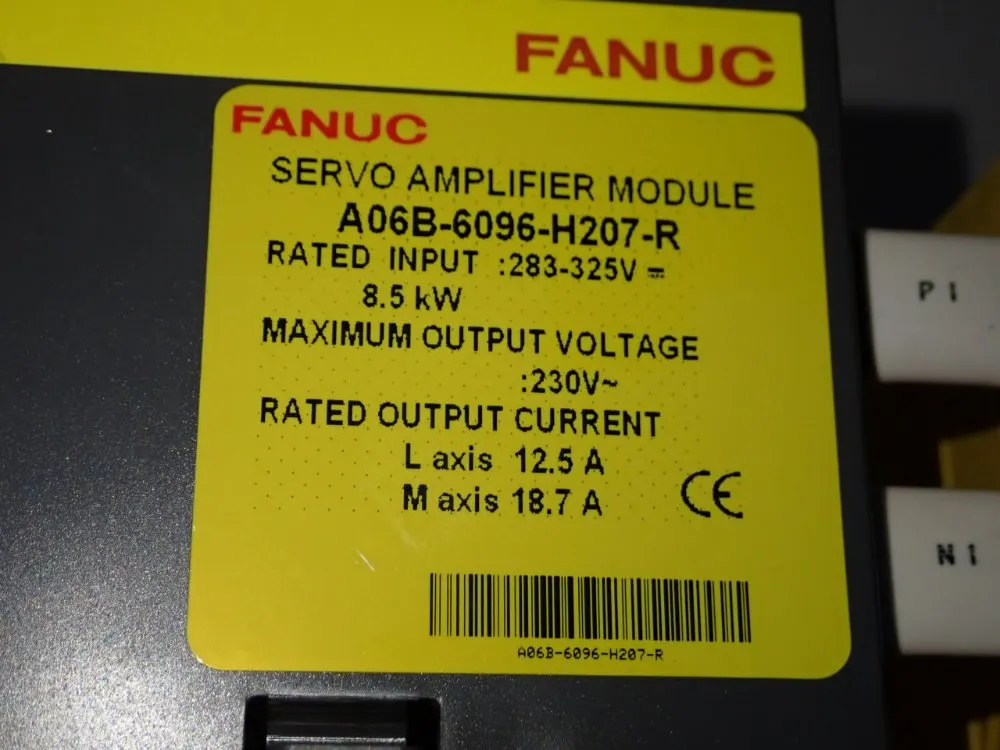 FANUC
FANUC
SERVO AMPLIFIER MODULE
A06B-6096-H207-R
RATED INPUT :283-325V ⎓
8.5 kW
MAXIMUM OUTPUT VOLTAGE
:230V~
RATED OUTPUT CURRENT
L axis 12.5 A
M axis 18.7 A
CE
A06B-6096-H207-R
P1
N1